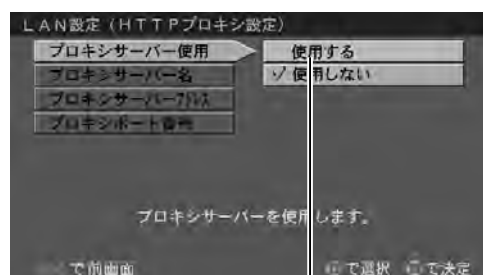 LAN設定(HTTPプロキシ設定)
プロキシサーバー使用
使用する
プロキシサーバー名
✓ 使用しない
プロキシサーバーアドレス
プロキシポート番号
プロキシサーバーを使用します。
で前画面
で選択
で決定